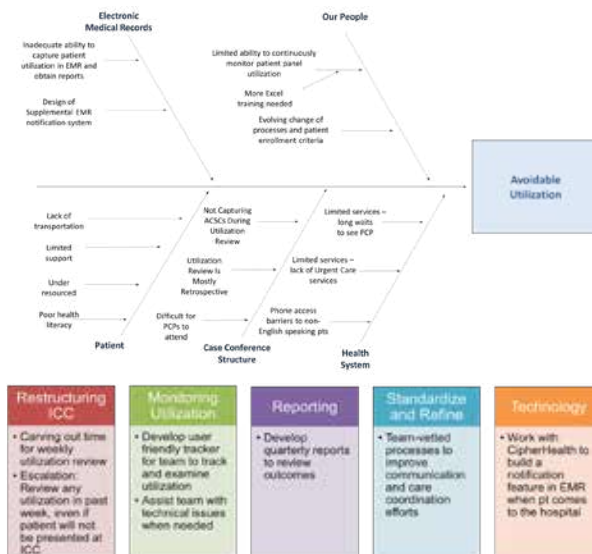 Electronic
Medical Records
Our People
Inadequate ability to
capture patient
utilization in EMR and
obtain reports
Design of
Supplemental EMR
notification system
Limited ability to continuously
monitor patient panel
utilization
More Excel
training needed
Evolving change of
processes and patient
enrollment criteria
Avoidable
Utilization
Lack of
transportation
Limited
support
Under
resourced
Poor health
literacy
Patient
Not Capturing
ACSCs During
Utilization
Review
Utilization
Review Is
Mostly
Retrospective
Difficult for
PCPs to
attend
Case Conference
Structure
Limited services –
long waits
to see PCP
Limited services –
lack of Urgent Care
services
Phone access
barriers to non-
English speaking pts
Health
System
Restructuring
ICC
• Carving out time
for weekly
utilization review
• Escalation:
Review any
utilization in past
week, even if
patient will not
be presented at
ICC
Monitoring
Utilization
• Develop user
friendly tracker
for team to track
and examine
utilization
• Assist team with
technical issues
when needed
Reporting
• Develop
quarterly reports
to review
outcomes
Standardize
and Refine
• Team-vetted
processes to
improve
communication
and care
coordination
efforts
Technology
• Work with
CipherHealth to
build a
notification
feature in EMR
when pt comes
to the hospital